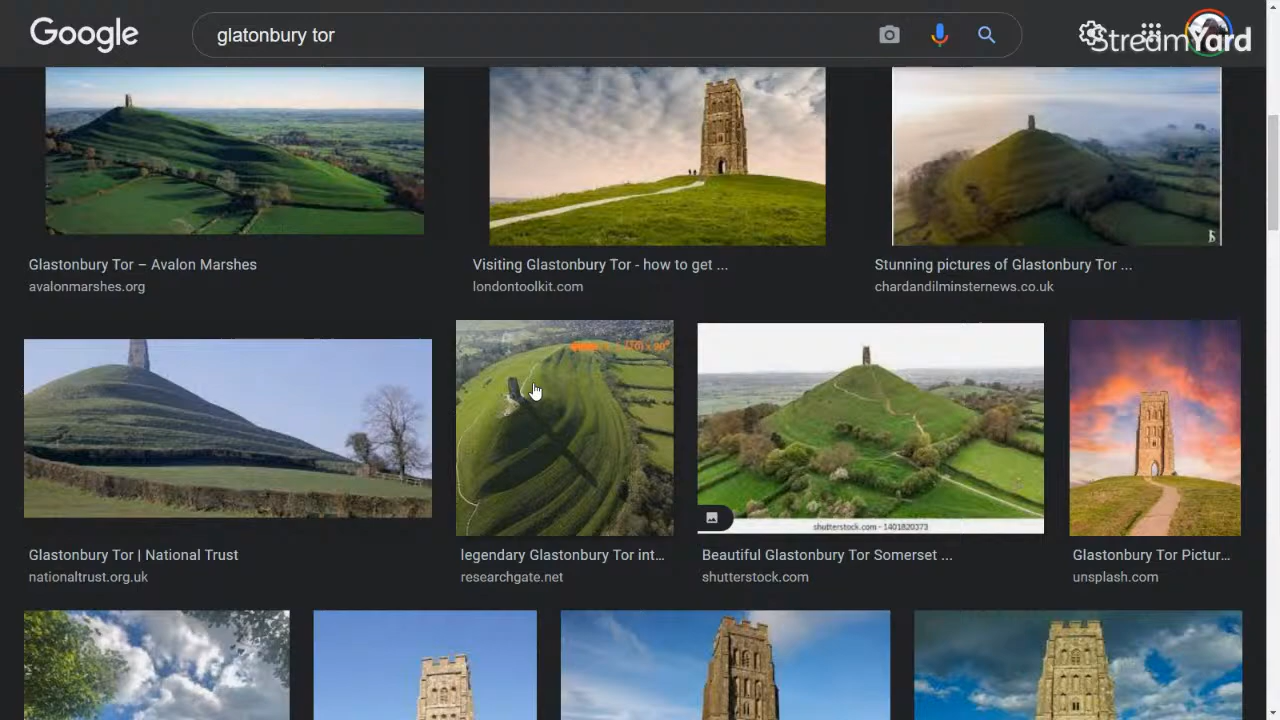 Google
glatonbury tor
StreamYard
Glastonbury Tor – Avalon Marshes
avalonmarshes.org
Visiting Glastonbury Tor - how to get ...
londontoolkit.com
Stunning pictures of Glastonbury Tor ...
chardandilminsternews.co.uk
Glastonbury Tor | National Trust
nationaltrust.org.uk
legendary Glastonbury Tor int...
researchgate.net
shutterstock.com · 1401820373
Beautiful Glastonbury Tor Somerset ...
shutterstock.com
Glastonbury Tor Pictur...
unsplash.com